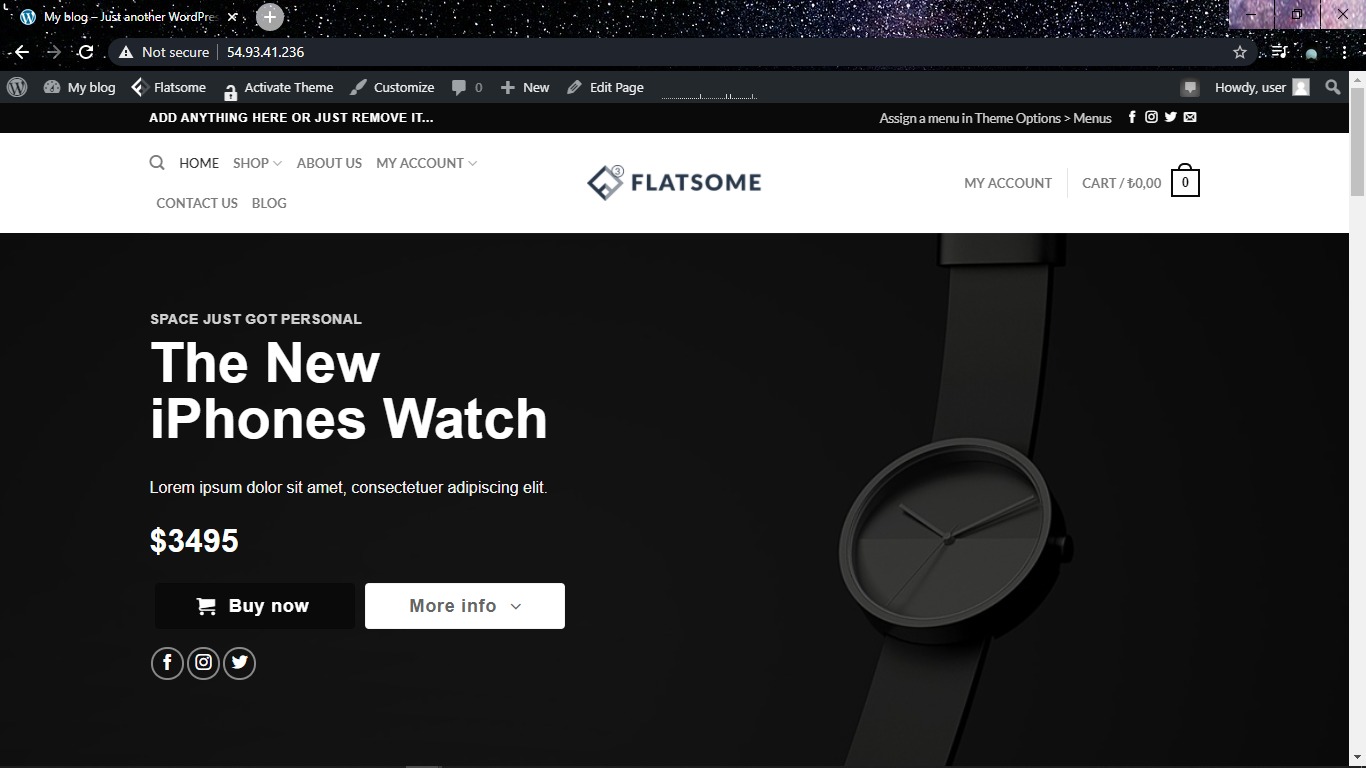 My blog – Just another WordPre
Not secure
54.93.41.236
My blog
Flatsome
Activate Theme
Customize
0
New
Edit Page
Howdy, user
ADD ANYTHING HERE OR JUST REMOVE IT...
Assign a menu in Theme Options > Menus
HOME
SHOP
ABOUT US
MY ACCOUNT
CONTACT US
BLOG
3
FLATSOME
MY ACCOUNT
CART / ₺0,00
0
SPACE JUST GOT PERSONAL
The New
iPhones Watch
Lorem ipsum dolor sit amet, consectetuer adipiscing elit.
$3495
Buy now
More info